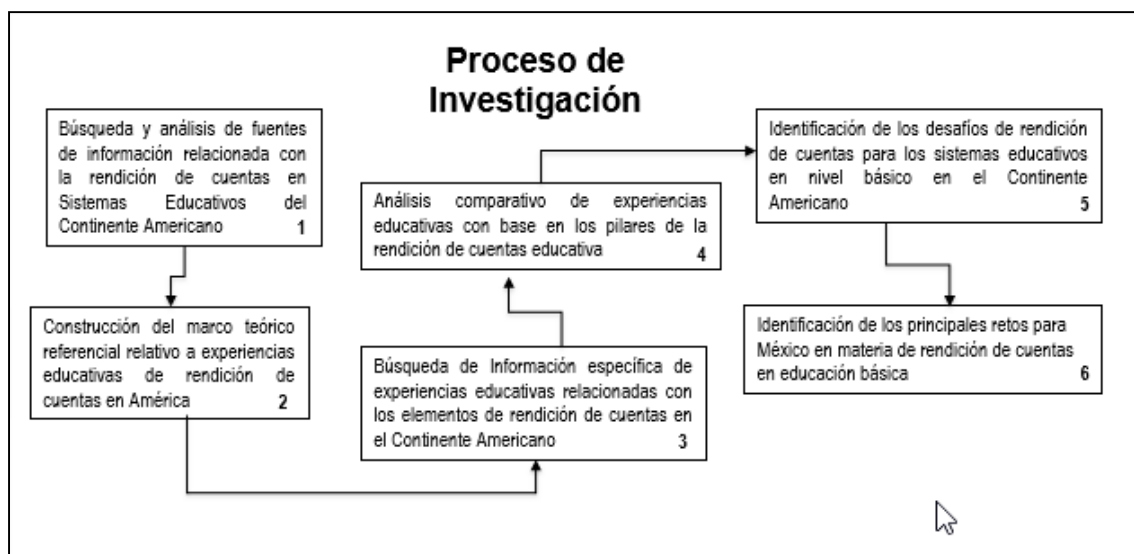 Proceso de
Investigación
Búsqueda y análisis de fuentes
de información relacionada con
la rendición de cuentas en
Sistemas Educativos del
Continente Americano 1
Construcción del marco teórico
referencial relativo a experiencias
educativas de rendición de
cuentas en América 2
Búsqueda de Información específica de
experiencias educativas relacionadas con
los elementos de rendición de cuentas en
el Continente Americano 3
Análisis comparativo de experiencias
educativas con base en los pilares de la
rendición de cuentas educativa 4
Identificación de los desafíos de rendición
de cuentas para los sistemas educativos
en nivel básico en el Continente
Americano 5
Identificación de los principales retos para
México en materia de rendición de cuentas
en educación básica 6